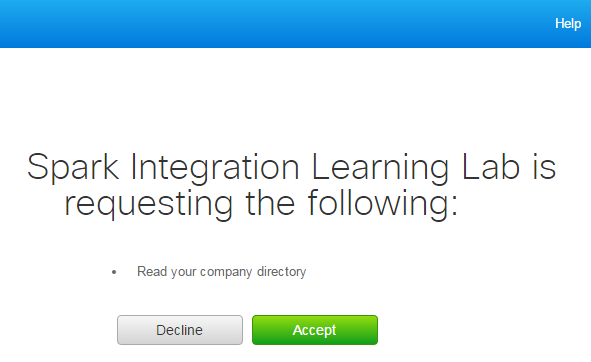 Help
Spark Integration Learning Lab is
requesting the following:
• Read your company directory
Decline Accept